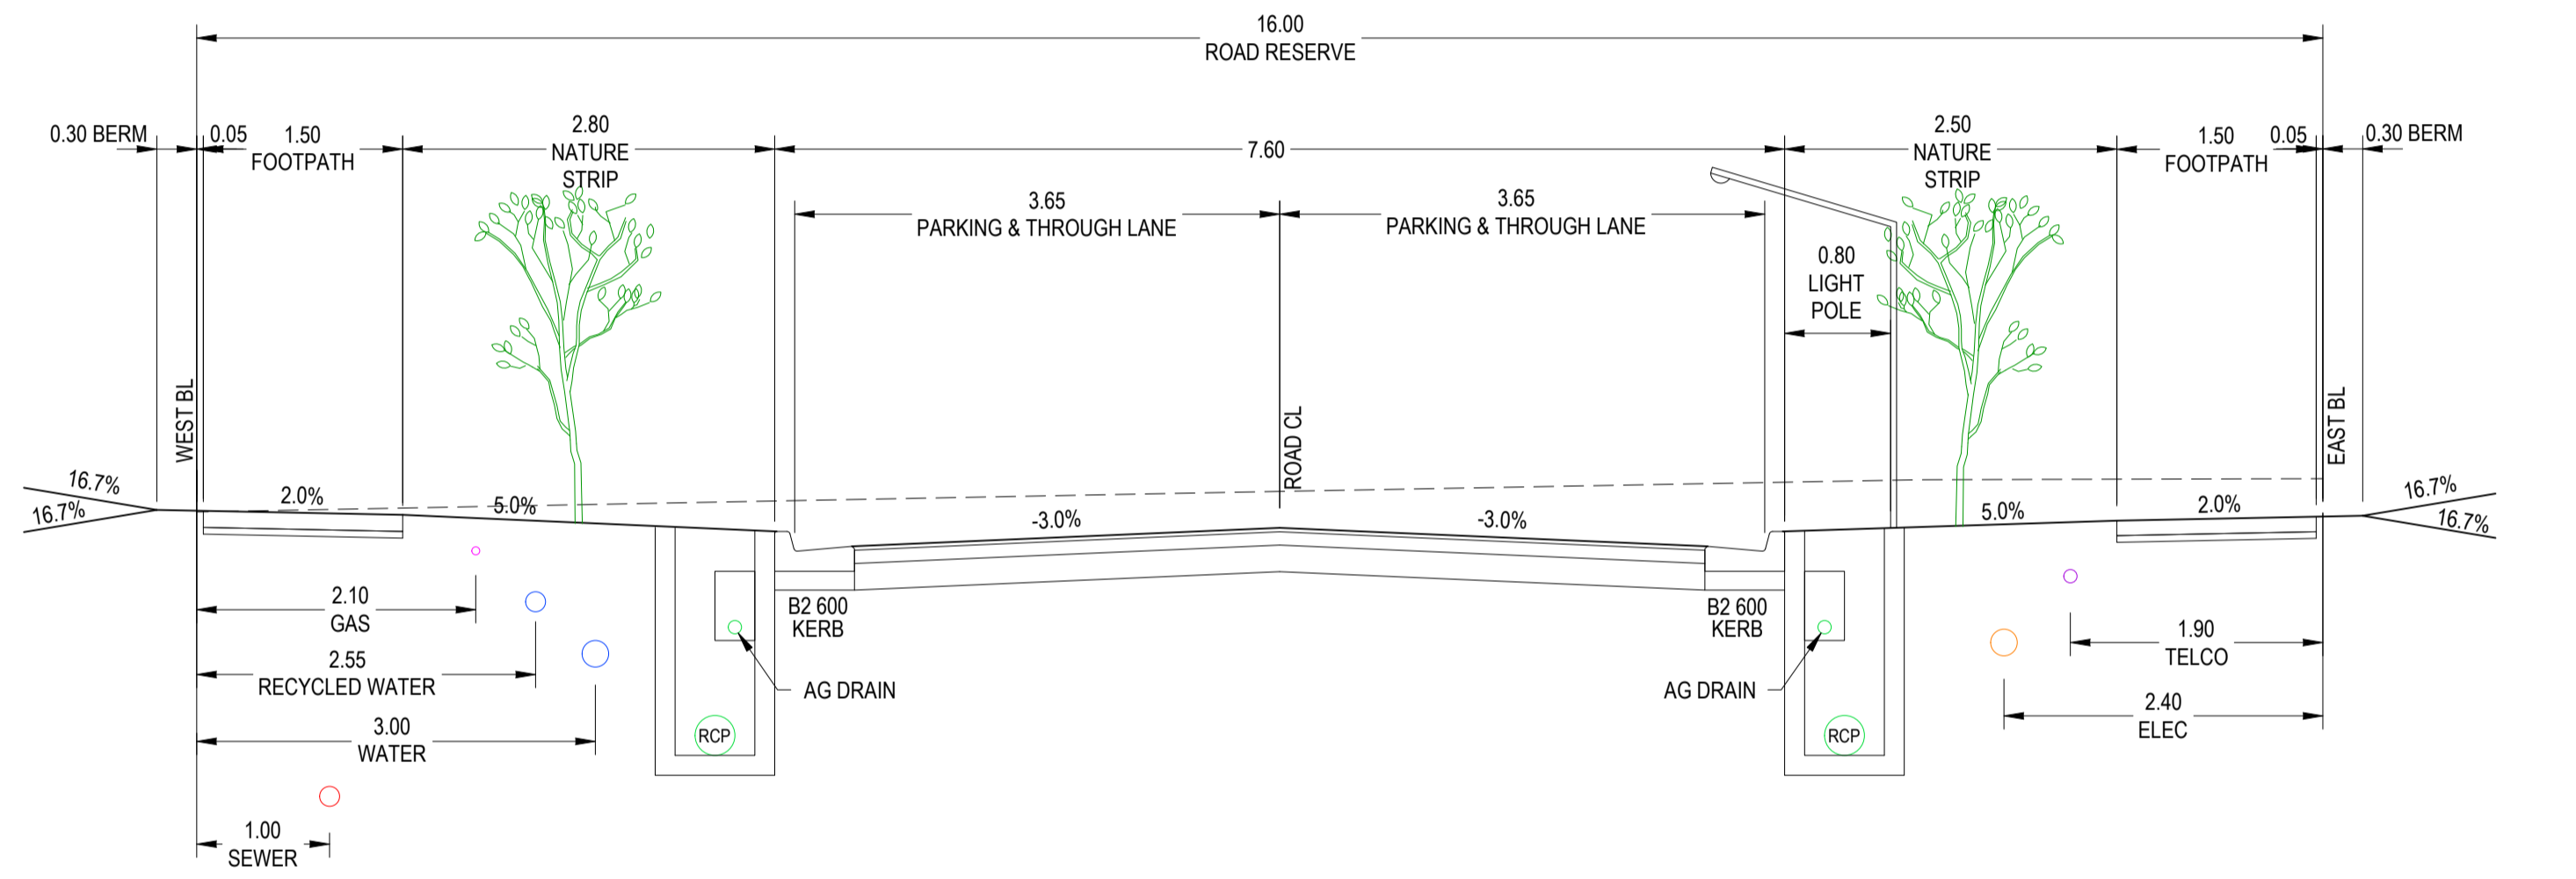 16.00
ROAD RESERVE
0.30 BERM
0.05
1.50
FOOTPATH
2.80
NATURE
STRIP
7.60
2.50
NATURE
STRIP
1.50
FOOTPATH
0.05
0.30 BERM
3.65
PARKING & THROUGH LANE
3.65
PARKING & THROUGH LANE
0.80
LIGHT
POLE
WEST BL
ROAD CL
EAST BL
16.7%
16.7%
2.0%
5.0%
-3.0%
-3.0%
5.0%
2.0%
16.7%
16.7%
2.10
GAS
2.55
RECYCLED WATER
3.00
WATER
1.00
SEWER
B2 600
KERB
AG DRAIN
RCP
B2 600
KERB
AG DRAIN
RCP
1.90
TELCO
2.40
ELEC